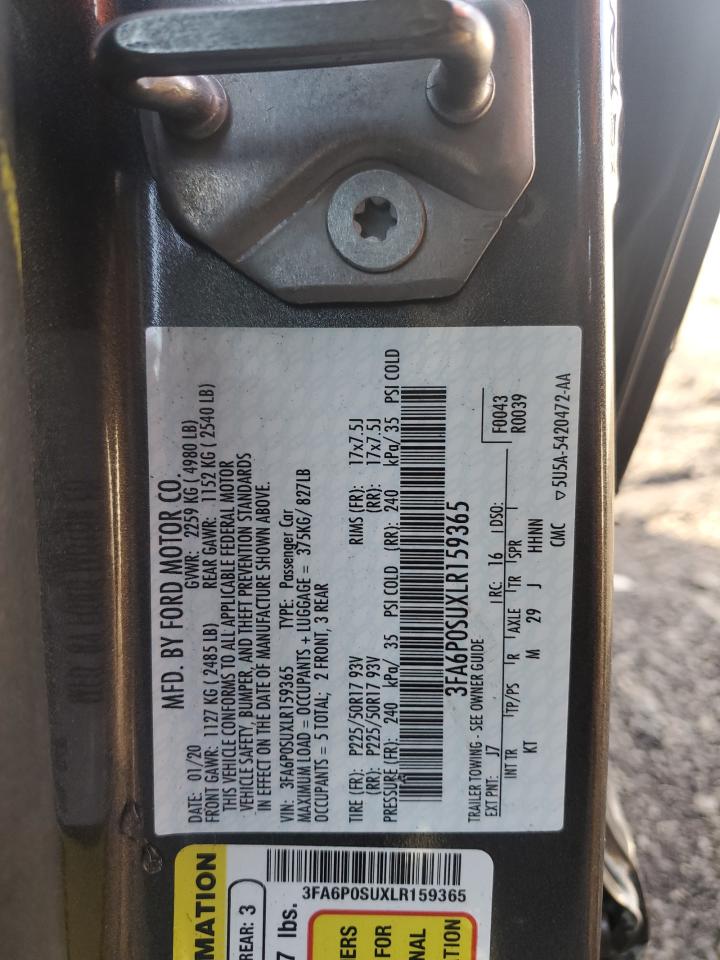 MFD. BY FORD MOTOR CO.
DATE: 01/20 GVWR: 2259 KG ( 4980 LB)
FRONT GAWR: 1127 KG ( 2485 LB) REAR GAWR: 1152 KG ( 2540 LB)
THIS VEHICLE CONFORMS TO ALL APPLICABLE FEDERAL MOTOR
VEHICLE SAFETY, BUMPER, AND THEFT PREVENTION STANDARDS
IN EFFECT ON THE DATE OF MANUFACTURE SHOWN ABOVE.
VIN: 3FA6P0SUXLR159365 TYPE: Passenger Car
MAXIMUM LOAD = OCCUPANTS + LUGGAGE = 375KG/ 827LB
OCCUPANTS = 5 TOTAL; 2 FRONT, 3 REAR
TIRE (FR): P225/50R17 93V RIMS (FR): 17x7.5J
(RR): P225/50R17 93V (RR): 17x7.5J
PRESSURE (FR): 240 kPa/ 35 PSI COLD (RR): 240 kPa/ 35 PSI COLD
3FA6P0SUXLR159365
TRAILER TOWING - SEE OWNER GUIDE
EXT PNT: J7 RC: 16 DSO:
F0043
R0039
INT TR TP/PS R AXLE TR SPR
KT M 29 J HHNN
CMC ▽5U5A-5420472-AA
3FA6P0SUXLR159365
REAR: 3
7 lbs.